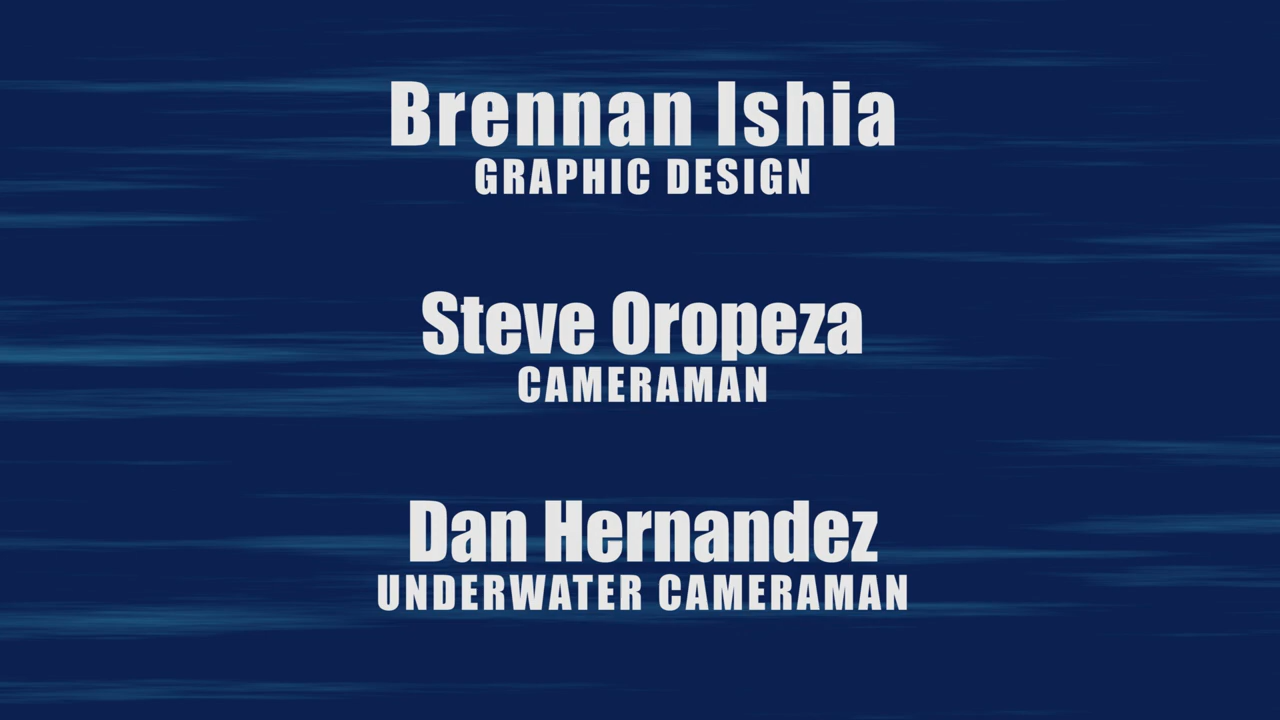 Brennan Ishia
GRAPHIC DESIGN
Steve Oropeza
CAMERAMAN
Dan Hernandez
UNDERWATER CAMERAMAN